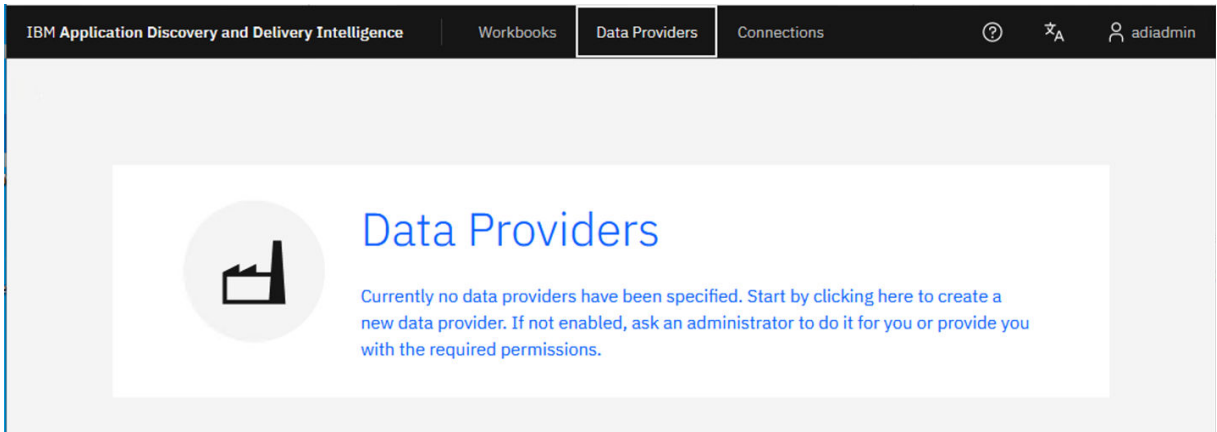 IBM Application Discovery and Delivery Intelligence Workbooks Data Providers Connections adiadmin
Data Providers
Currently no data providers have been specified. Start by clicking here to create a
new data provider. If not enabled, ask an administrator to do it for you or provide you
with the required permissions.